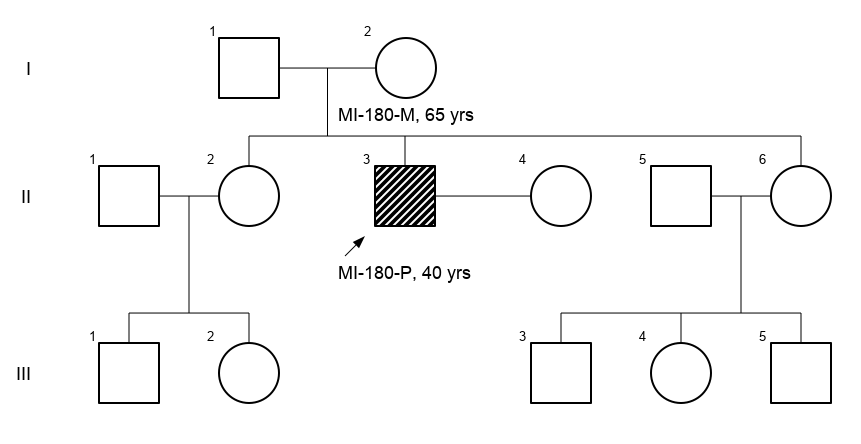 1 2
I
MI-180-M, 65 yrs
1 2 3 4 5 6
II
MI-180-P, 40 yrs
1 2 3 4 5
III